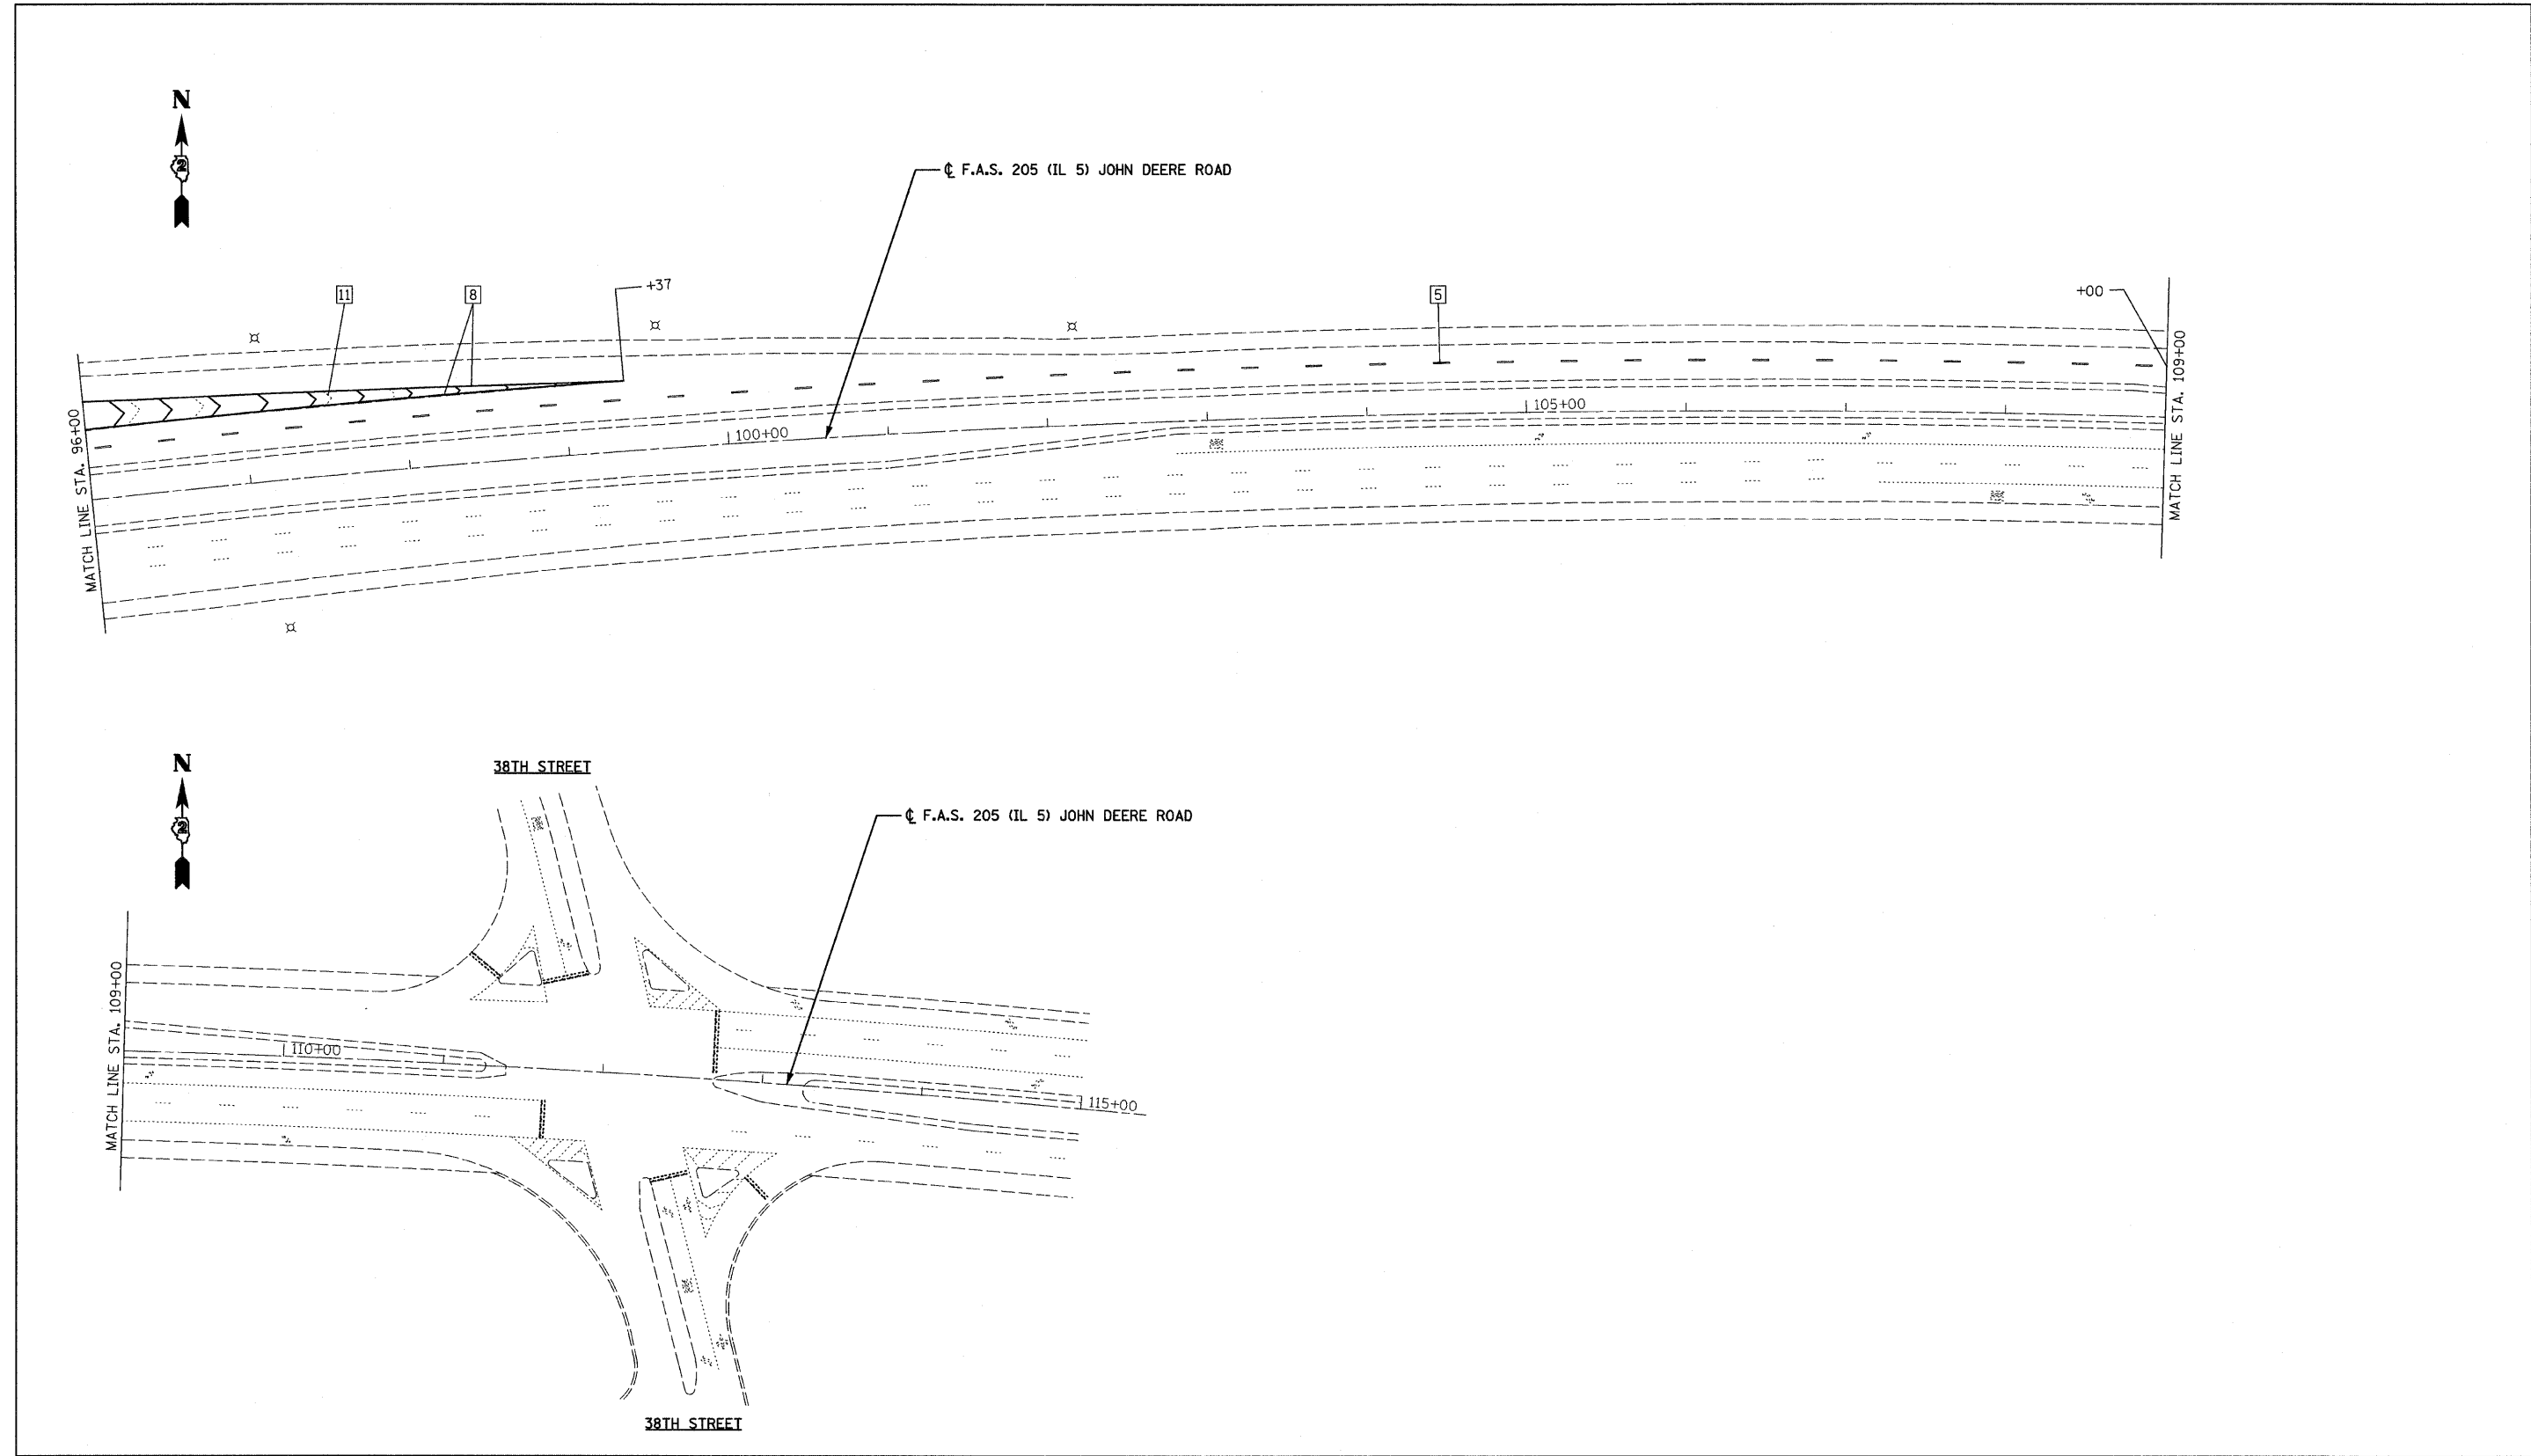 N
2
℄ F.A.S. 205 (IL 5) JOHN DEERE ROAD
+37
11
8
5
+00
MATCH LINE STA. 96+00
100+00
105+00
MATCH LINE STA. 109+00
N
2
38TH STREET
℄ F.A.S. 205 (IL 5) JOHN DEERE ROAD
MATCH LINE STA. 109+00
110+00
115+00
38TH STREET